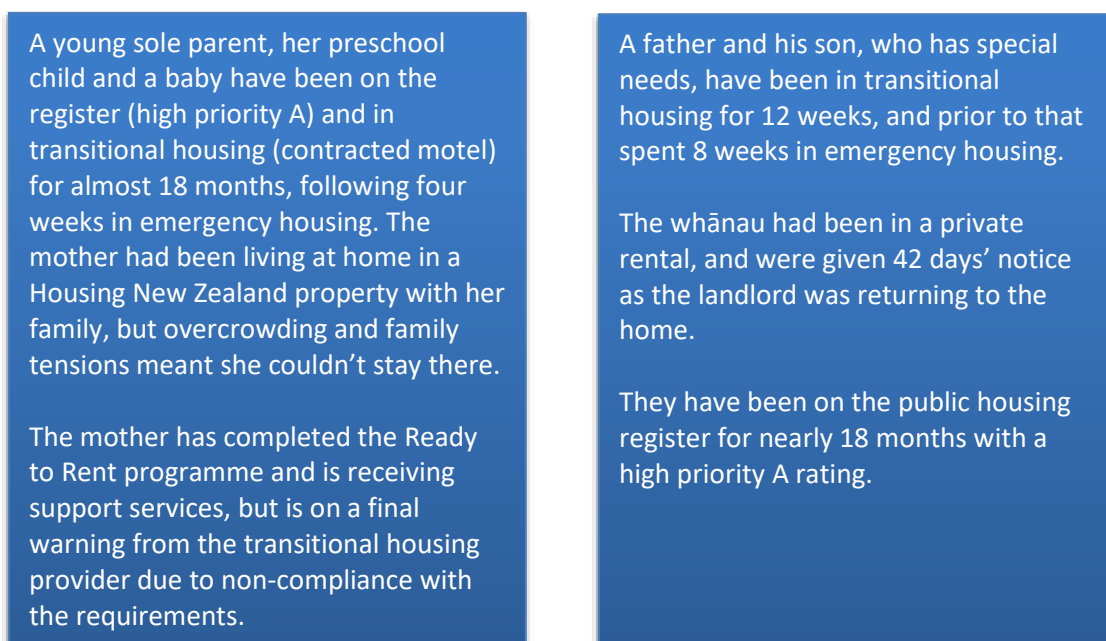 A young sole parent, her preschool
child and a baby have been on the
register (high priority A) and in
transitional housing (contracted motel)
for almost 18 months, following four
weeks in emergency housing. The
mother had been living at home in a
Housing New Zealand property with her
family, but overcrowding and family
tensions meant she couldn’t stay there.
The mother has completed the Ready
to Rent programme and is receiving
support services, but is on a final
warning from the transitional housing
provider due to non-compliance with
the requirements.
A father and his son, who has special
needs, have been in transitional
housing for 12 weeks, and prior to that
spent 8 weeks in emergency housing.
The whānau had been in a private
rental, and were given 42 days’ notice
as the landlord was returning to the
home.
They have been on the public housing
register for nearly 18 months with a
high priority A rating.